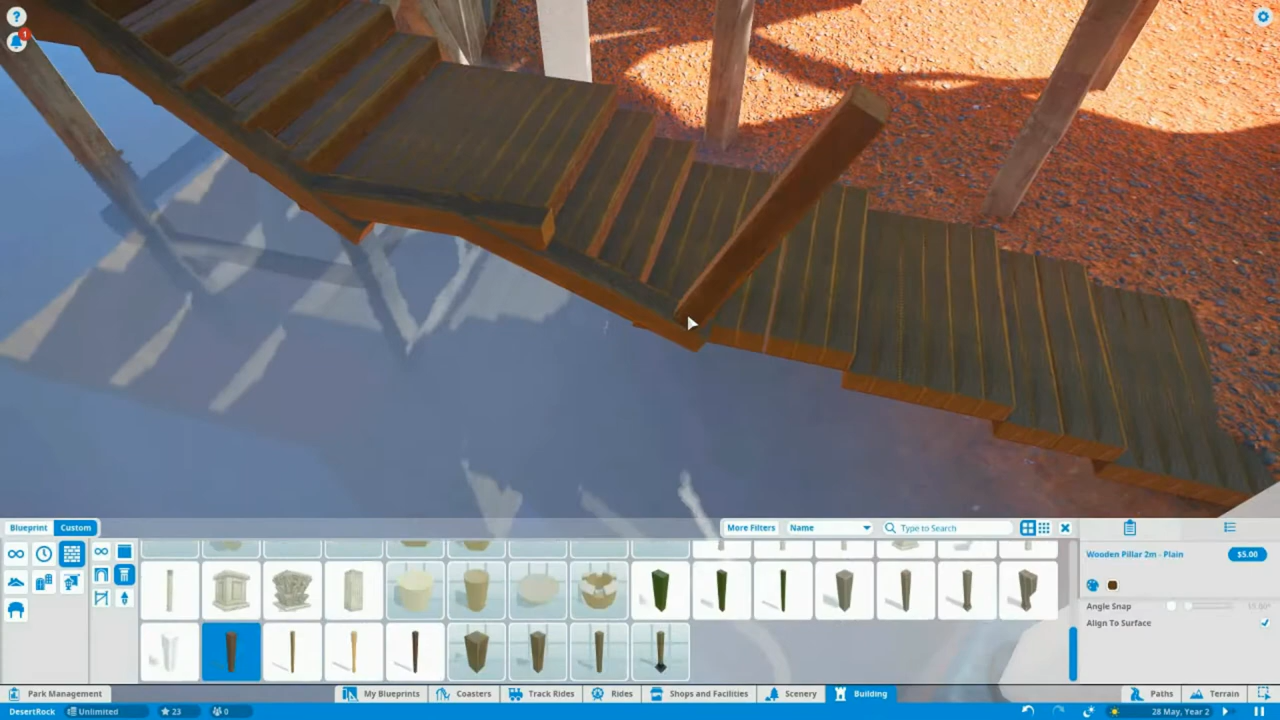 ?
1
Blueprint
Custom
More Filters
Name
Type to Search
Wooden Pillar 2m - Plain
$5.00
Angle Snap
Align To Surface
Park Management
My Blueprints
Coasters
Track Rides
Rides
Shops and Facilities
Scenery
Building
Paths
Terrain
DesertRock
Unlimited
23
0
28 May, Year 2